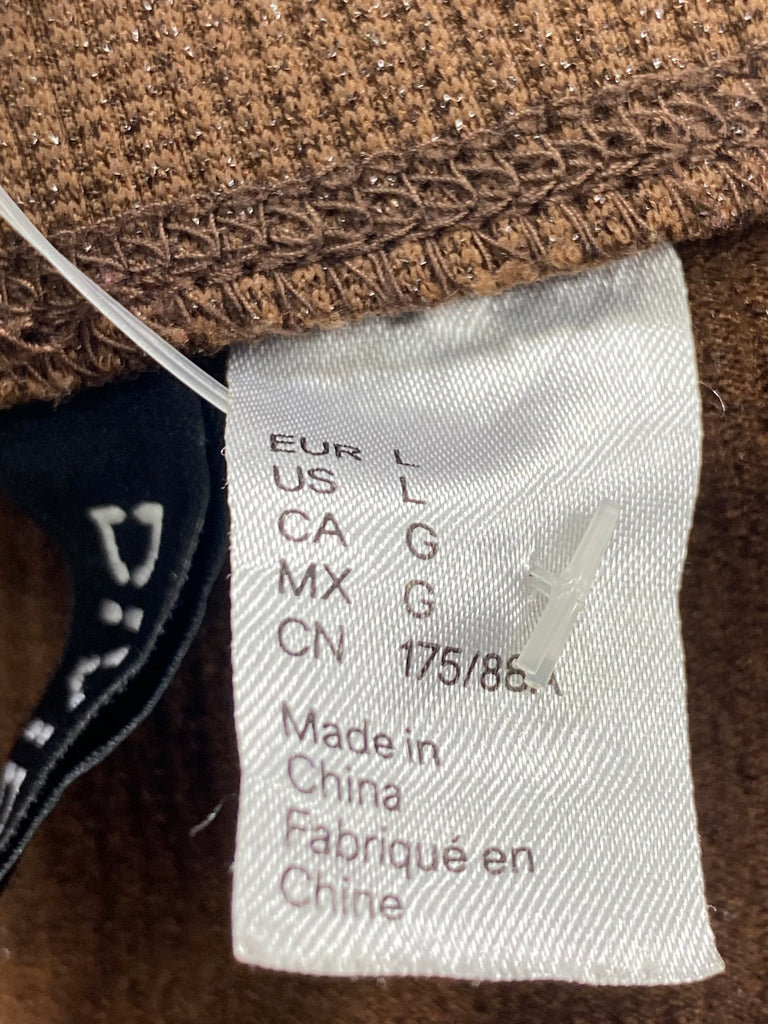 EUR L
US L
CA G
MX G
CN 175/88A
Made in
China
Fabriqué en
Chine